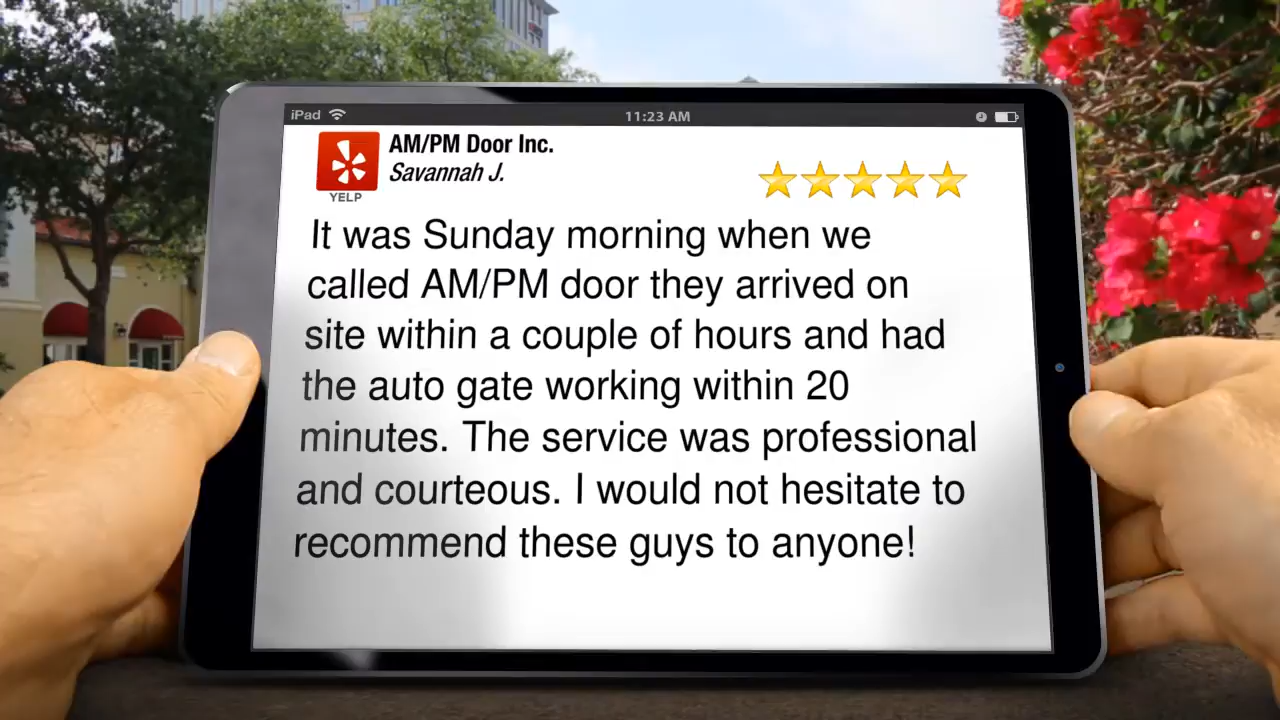 iPad 11:23 AM
AM/PM Door Inc.
Savannah J.
YELP
It was Sunday morning when we
called AM/PM door they arrived on
site within a couple of hours and had
the auto gate working within 20
minutes. The service was professional
and courteous. I would not hesitate to
recommend these guys to anyone!